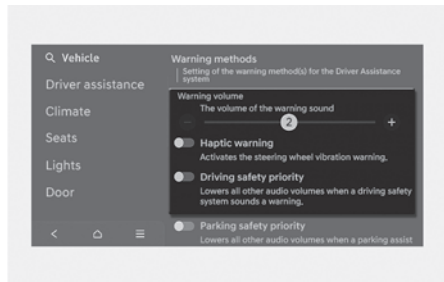 Vehicle
Driver assistance
Climate
Seats
Lights
Door
Warning methods
Setting of the warning method(s) for the Driver Assistance
system
Warning volume
The volume of the warning sound
2
Haptic warning
Activates the steering wheel vibration warning.
Driving safety priority
Lowers all other audio volumes when a driving safety
system sounds a warning.
Parking safety priority
Lowers all other audio volumes when a parking assist